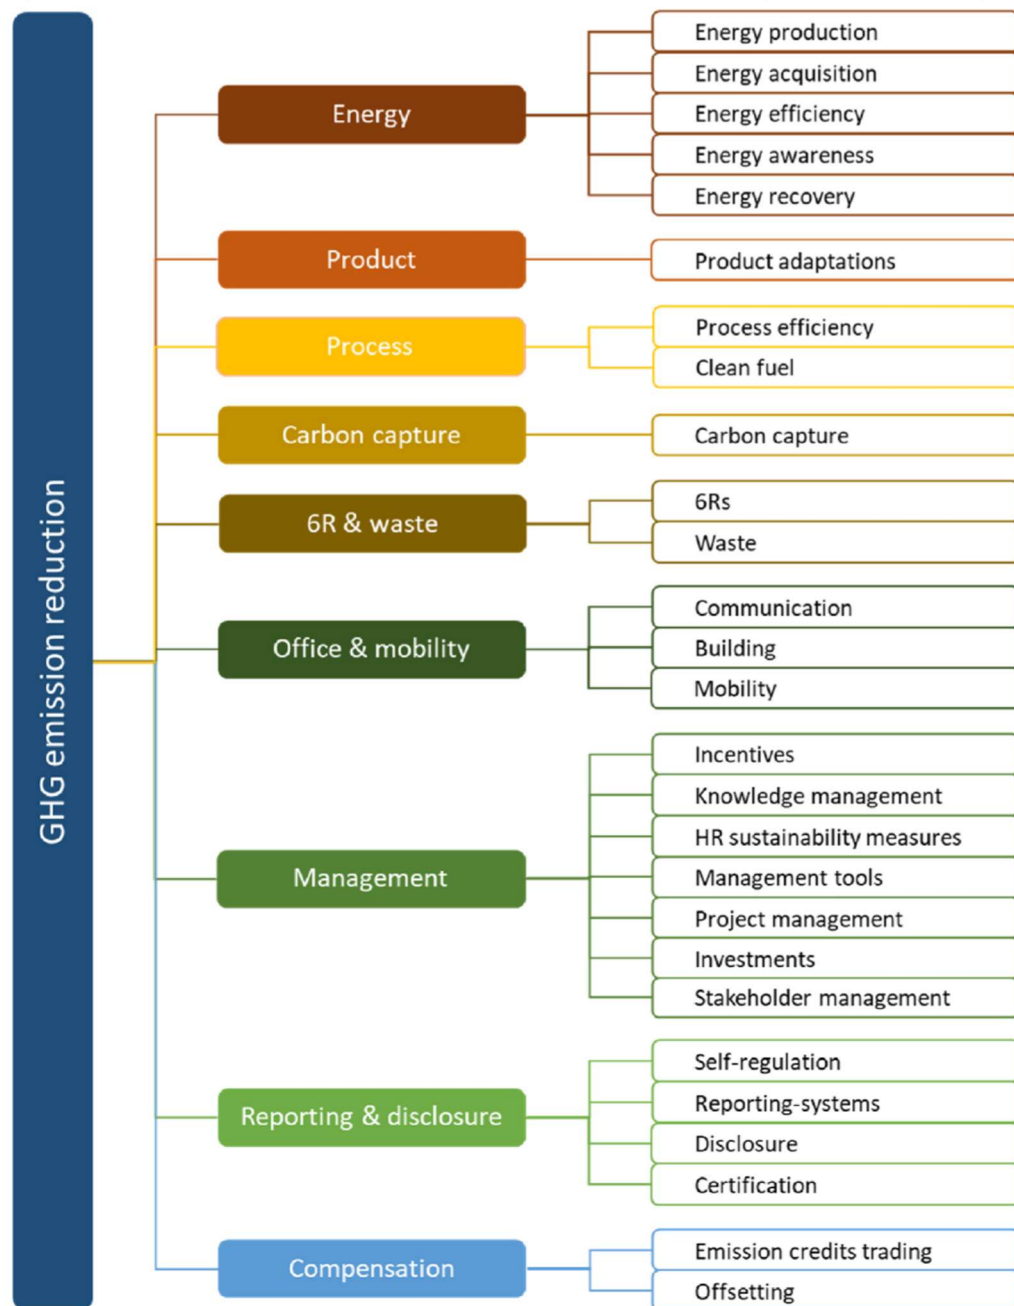 GHG emission reduction
Energy
Energy production
Energy acquisition
Energy efficiency
Energy awareness
Energy recovery
Product
Product adaptations
Process
Process efficiency
Clean fuel
Carbon capture
Carbon capture
6R & waste
6Rs
Waste
Office & mobility
Communication
Building
Mobility
Management
Incentives
Knowledge management
HR sustainability measures
Management tools
Project management
Investments
Stakeholder management
Reporting & disclosure
Self-regulation
Reporting-systems
Disclosure
Certification
Compensation
Emission credits trading
Offsetting